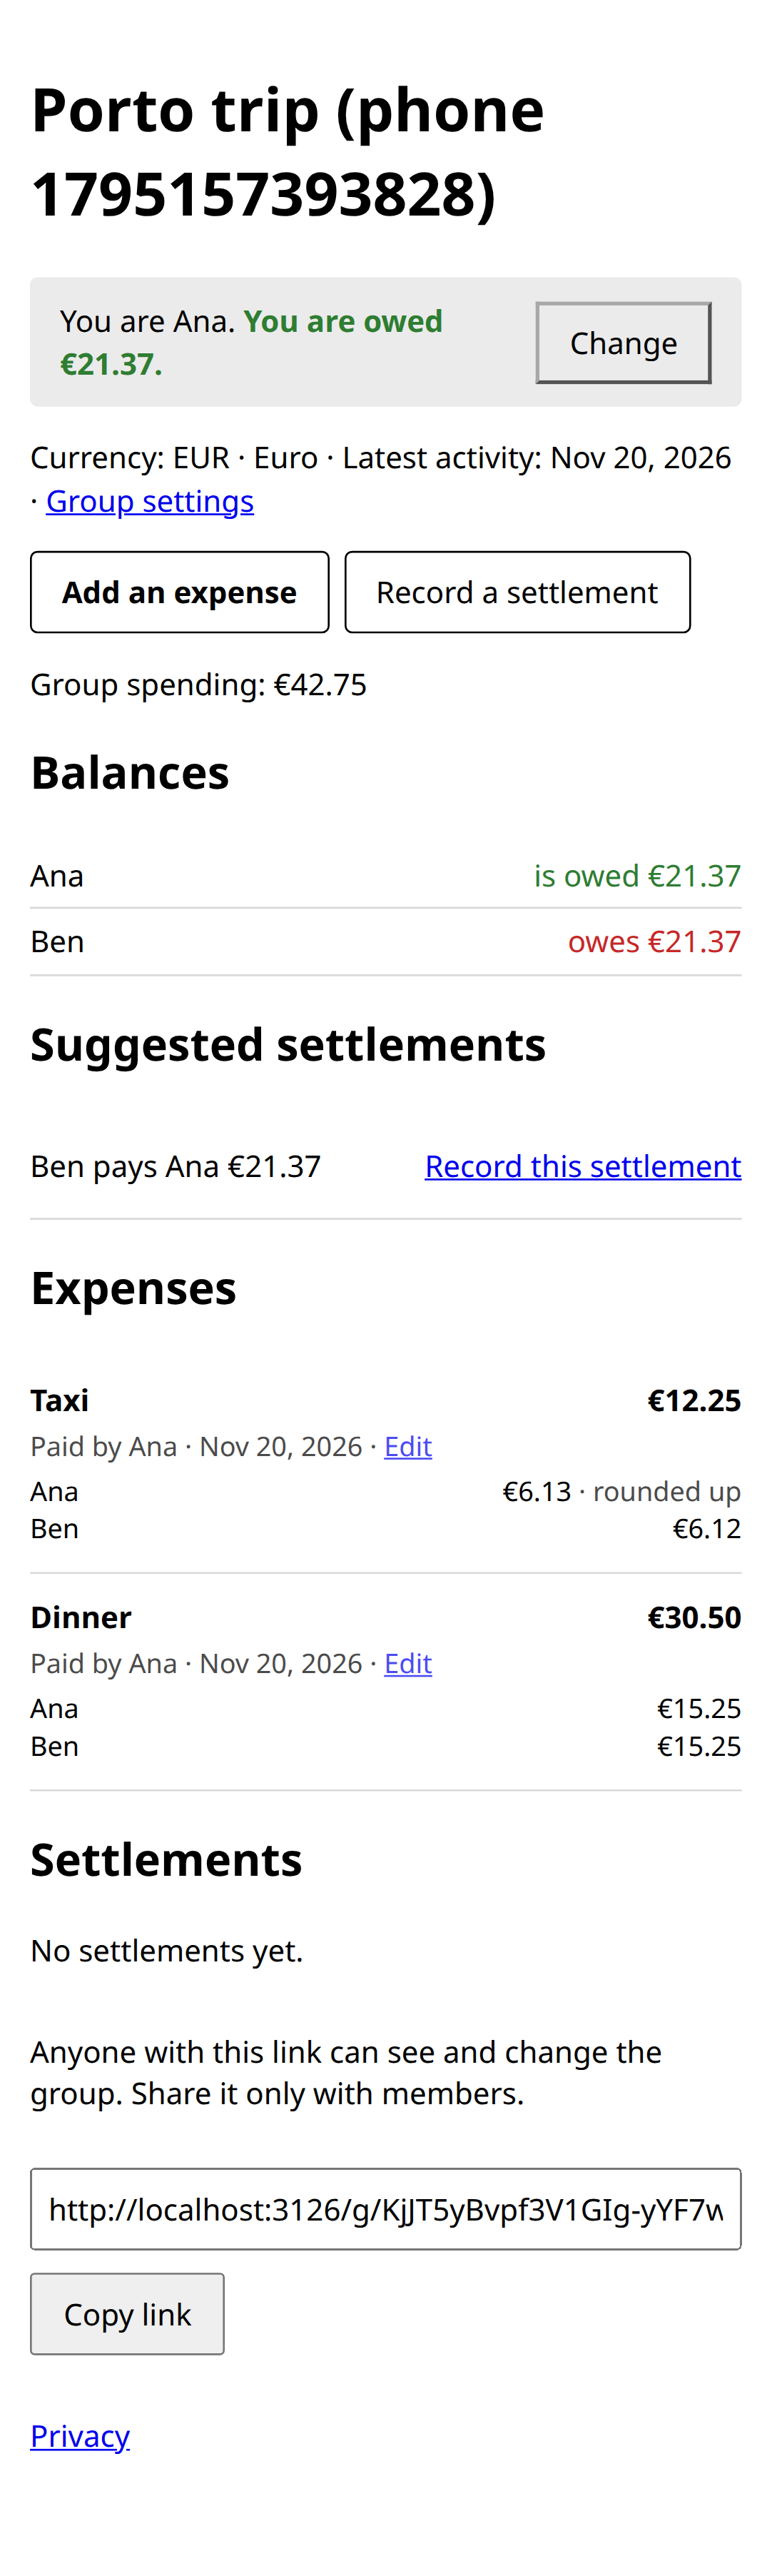 Porto trip (phone
1795157393828)
You are Ana. You are owed
€21.37.
Change
Currency: EUR · Euro · Latest activity: Nov 20, 2026
· Group settings
Add an expense
Record a settlement
Group spending: €42.75
Balances
Ana is owed €21.37
Ben owes €21.37
Suggested settlements
Ben pays Ana €21.37 Record this settlement
Expenses
Taxi €12.25
Paid by Ana · Nov 20, 2026 · Edit
Ana €6.13 · rounded up
Ben €6.12
Dinner €30.50
Paid by Ana · Nov 20, 2026 · Edit
Ana €15.25
Ben €15.25
Settlements
No settlements yet.
Anyone with this link can see and change the
group. Share it only with members.
http://localhost:3126/g/KjJT5yBvpf3V1GIg-yYF7w
Copy link
Privacy